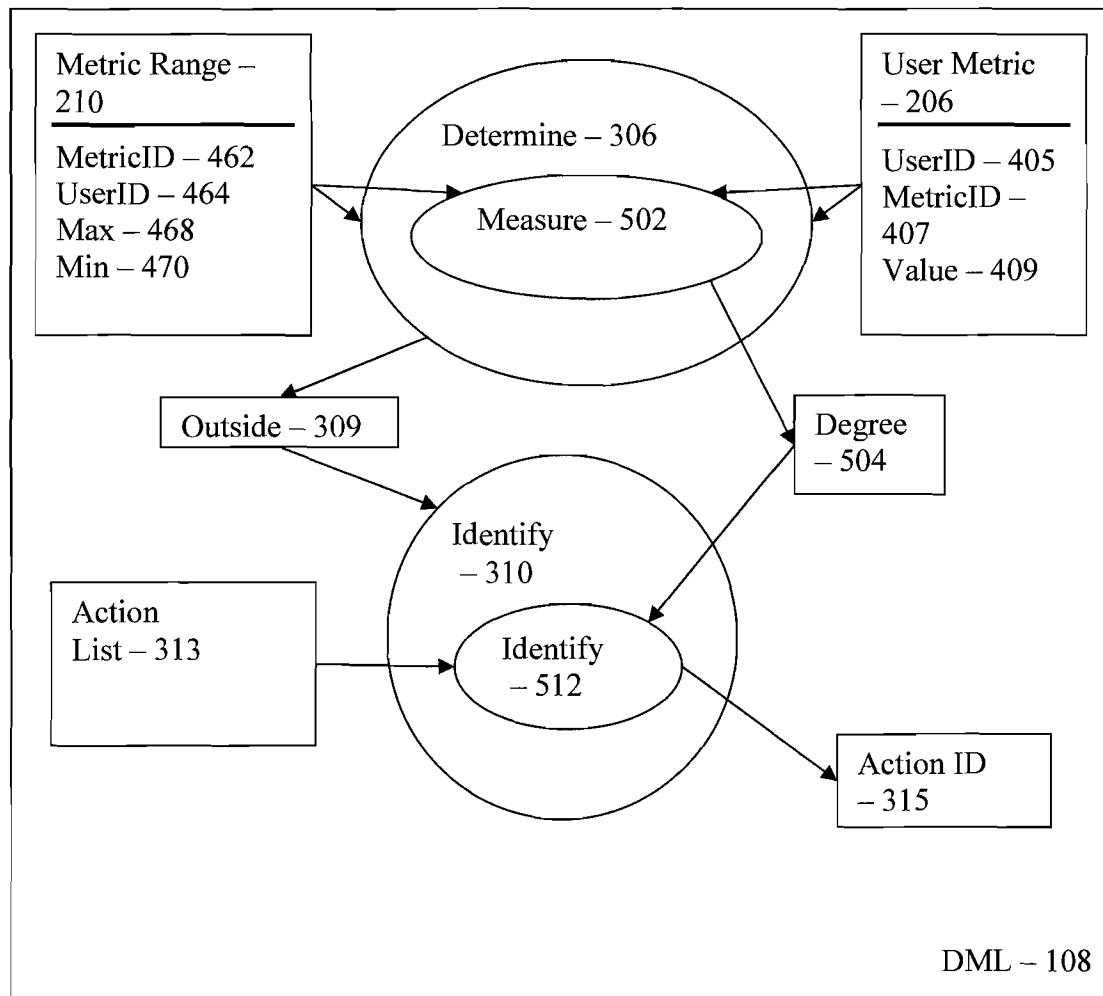 Metric Range –
210
MetricID – 462
UserID – 464
Max – 468
Min – 470
Determine – 306
Measure – 502
User Metric
– 206
UserID – 405
MetricID –
407
Value – 409
Outside – 309
Degree
– 504
Identify
– 310
Action
List – 313
Identify
– 512
Action ID
– 315
DML – 108